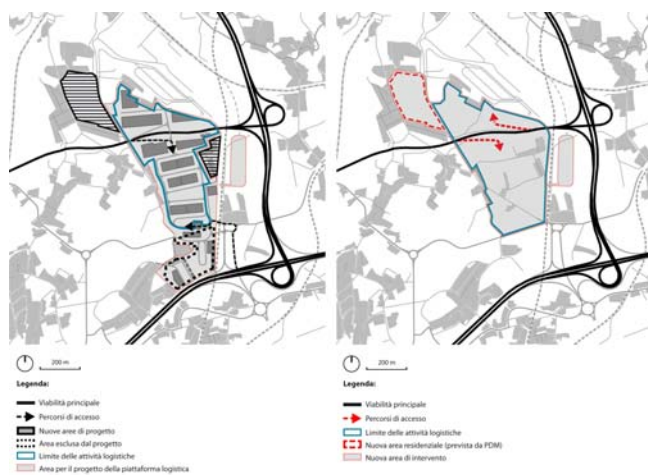 200 m
Legenda:
Viabilità principale
Percorsi di accesso
Nuove aree di progetto
Area esclusa dal progetto
Limite delle attività logistiche
Area per il progetto della piattaforma logistica
200 m
Legenda:
Viabilità principale
Percorsi di accesso
Limite delle attività logistiche
Nuova area residenziale (prevista da PDM)
Nuova area di intervento